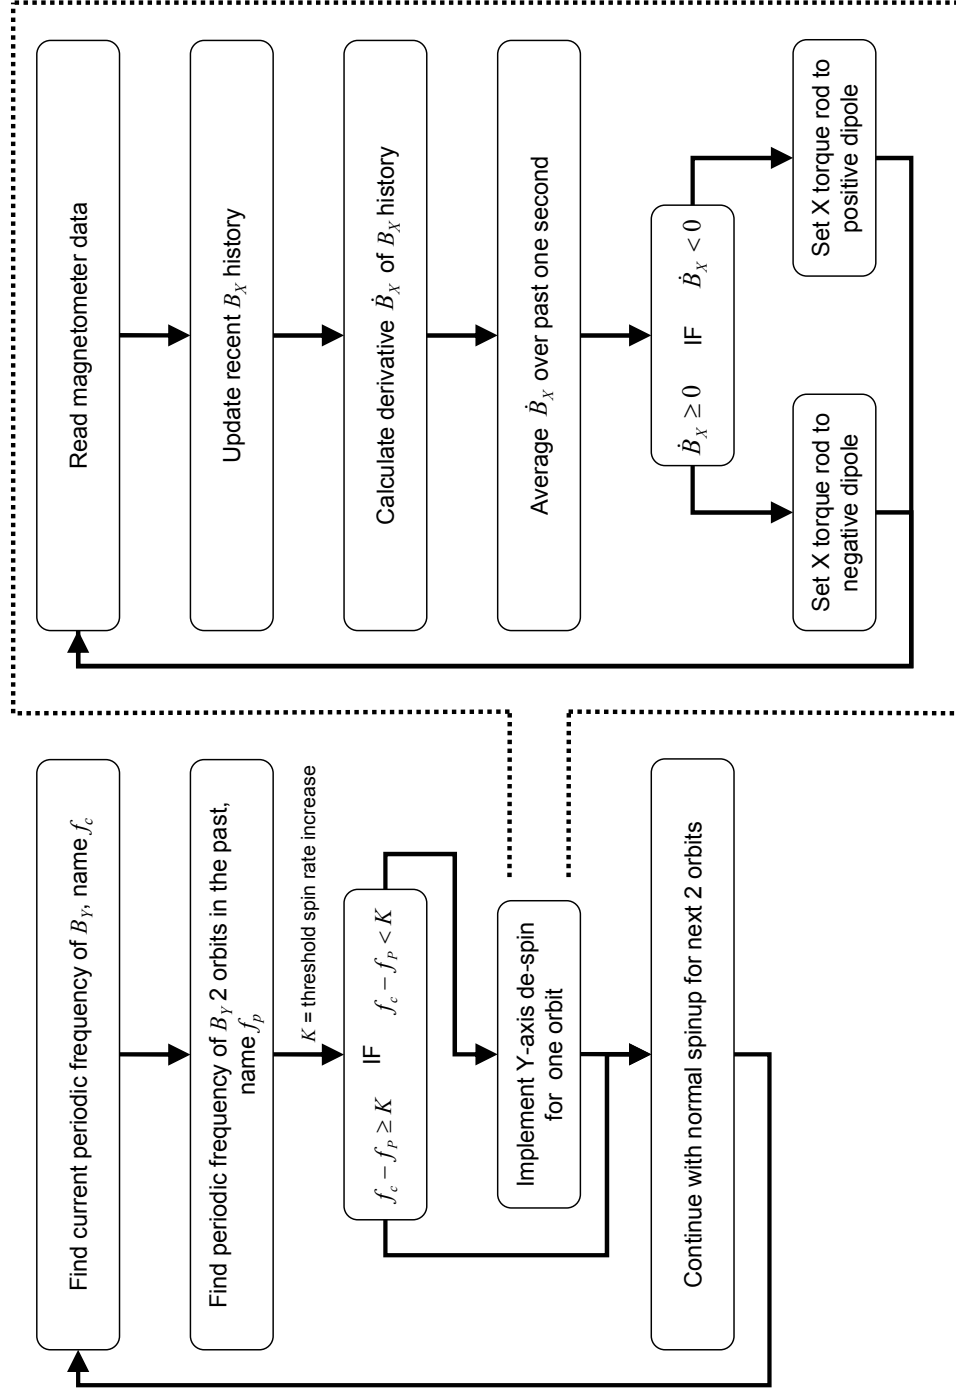 Find current periodic frequency of B_Y, name f_c
Find periodic frequency of B_Y 2 orbits in the past,
name f_p
K = threshold spin rate increase
f_c − f_P ≥ K IF f_c − f_P < K
Implement Y-axis de-spin
for one orbit
Continue with normal spinup for next 2 orbits
Read magnetometer data
Update recent B_X history
Calculate derivative Ḃ_X of B_X history
Average Ḃ_X over past one second
Ḃ_X ≥ 0 IF Ḃ_X < 0
Set X torque rod to
negative dipole
Set X torque rod to
positive dipole